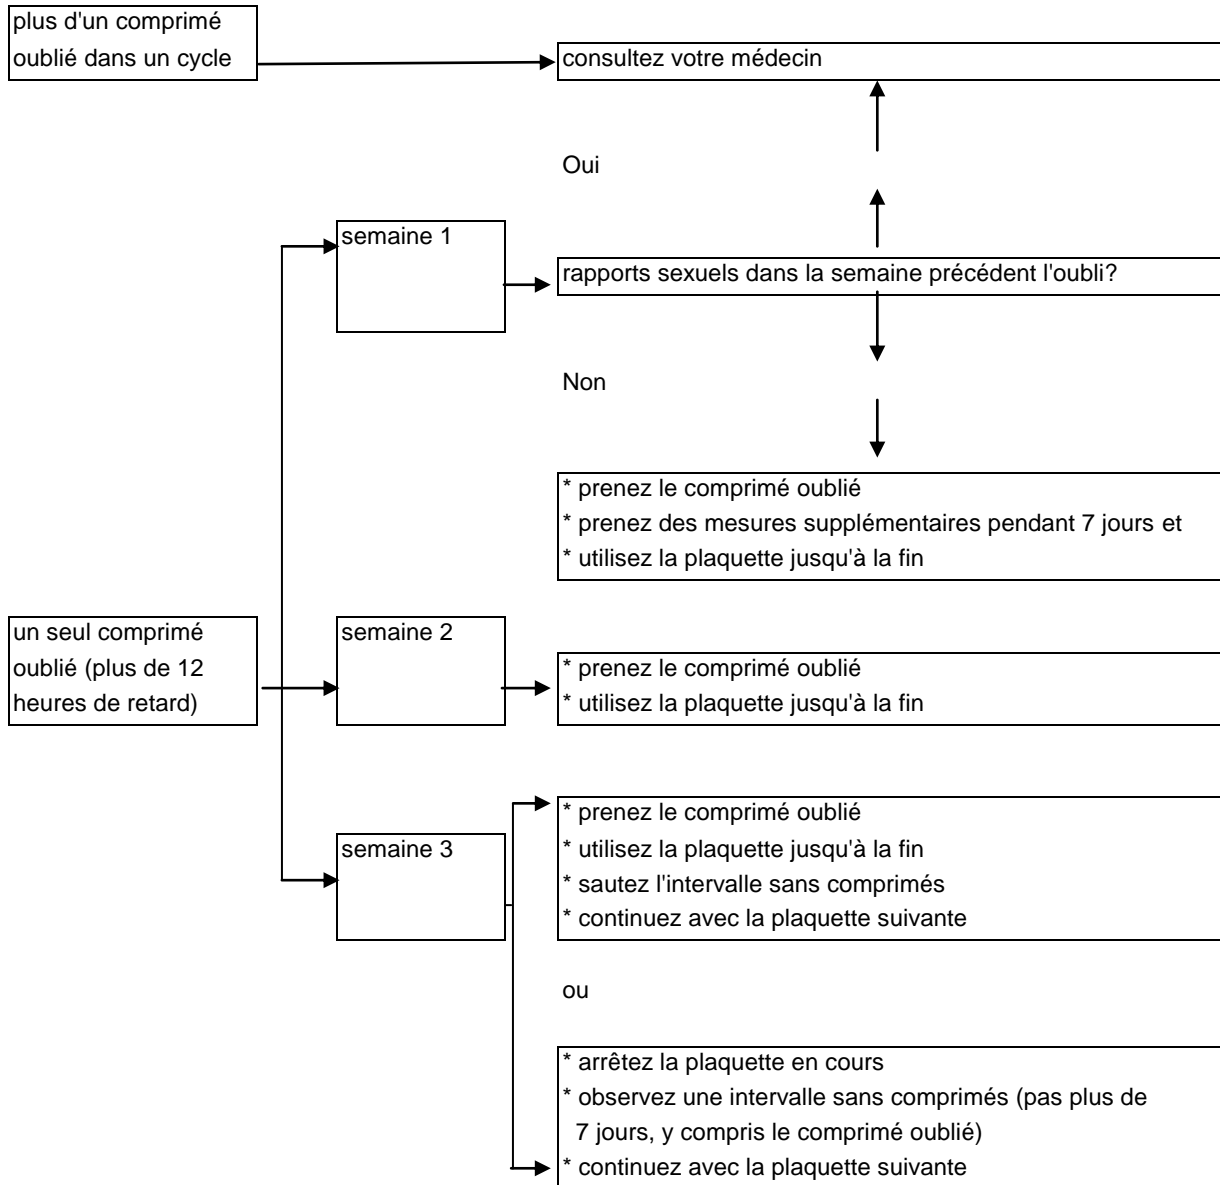 plus d'un comprimé
oublié dans un cycle
consultez votre médecin
Oui
semaine 1
rapports sexuels dans la semaine précédent l'oubli?
Non
* prenez le comprimé oublié
* prenez des mesures supplémentaires pendant 7 jours et
* utilisez la plaquette jusqu'à la fin
un seul comprimé
oublié (plus de 12
heures de retard)
semaine 2
* prenez le comprimé oublié
* utilisez la plaquette jusqu'à la fin
semaine 3
* prenez le comprimé oublié
* utilisez la plaquette jusqu'à la fin
* sautez l'intervalle sans comprimés
* continuez avec la plaquette suivante
ou
* arrêtez la plaquette en cours
* observez une intervalle sans comprimés (pas plus de
7 jours, y compris le comprimé oublié)
* continuez avec la plaquette suivante